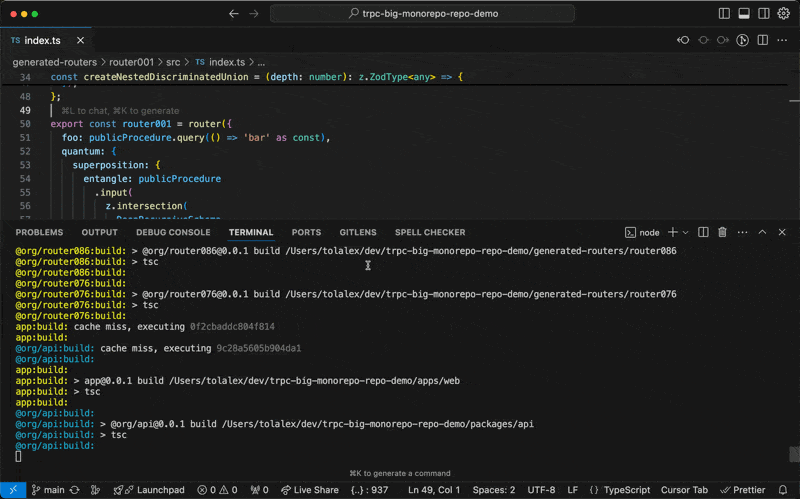 trpc-big-monorepo-repo-demo
TS index.ts
generated-routers > router001 > src > TS index.ts > ...
34 const createNestedDiscriminatedUnion = (depth: number): z.ZodType<any> => {
48 };
49 ⌘L to chat, ⌘K to generate
50 export const router001 = router({
51 foo: publicProcedure.query(() => 'bar' as const),
52 quantum: {
53 superposition: {
54 entangle: publicProcedure
55 .input(
56 z.intersection(
PROBLEMS OUTPUT DEBUG CONSOLE TERMINAL PORTS GITLENS SPELL CHECKER
node
@org/router086:build: > @org/router086@0.0.1 build /Users/tolalex/dev/trpc-big-monorepo-repo-demo/generated-routers/router086
@org/router086:build: > tsc
@org/router086:build:
@org/router076:build:
@org/router076:build: > @org/router076@0.0.1 build /Users/tolalex/dev/trpc-big-monorepo-repo-demo/generated-routers/router076
@org/router076:build: > tsc
@org/router076:build:
app:build: cache miss, executing 0f2cbaddc804f814
app:build:
@org/api:build: cache miss, executing 9c28a5605b904da1
@org/api:build:
app:build:
app:build: > app@0.0.1 build /Users/tolalex/dev/trpc-big-monorepo-repo-demo/apps/web
app:build: > tsc
app:build:
@org/api:build:
@org/api:build: > @org/api@0.0.1 build /Users/tolalex/dev/trpc-big-monorepo-repo-demo/packages/api
@org/api:build: > tsc
@org/api:build:
⌘K to generate a command
main Launchpad 0 0 0 Live Share {..} : 937 Ln 49, Col 1 Spaces: 2 UTF-8 LF {} TypeScript Cursor Tab Prettier